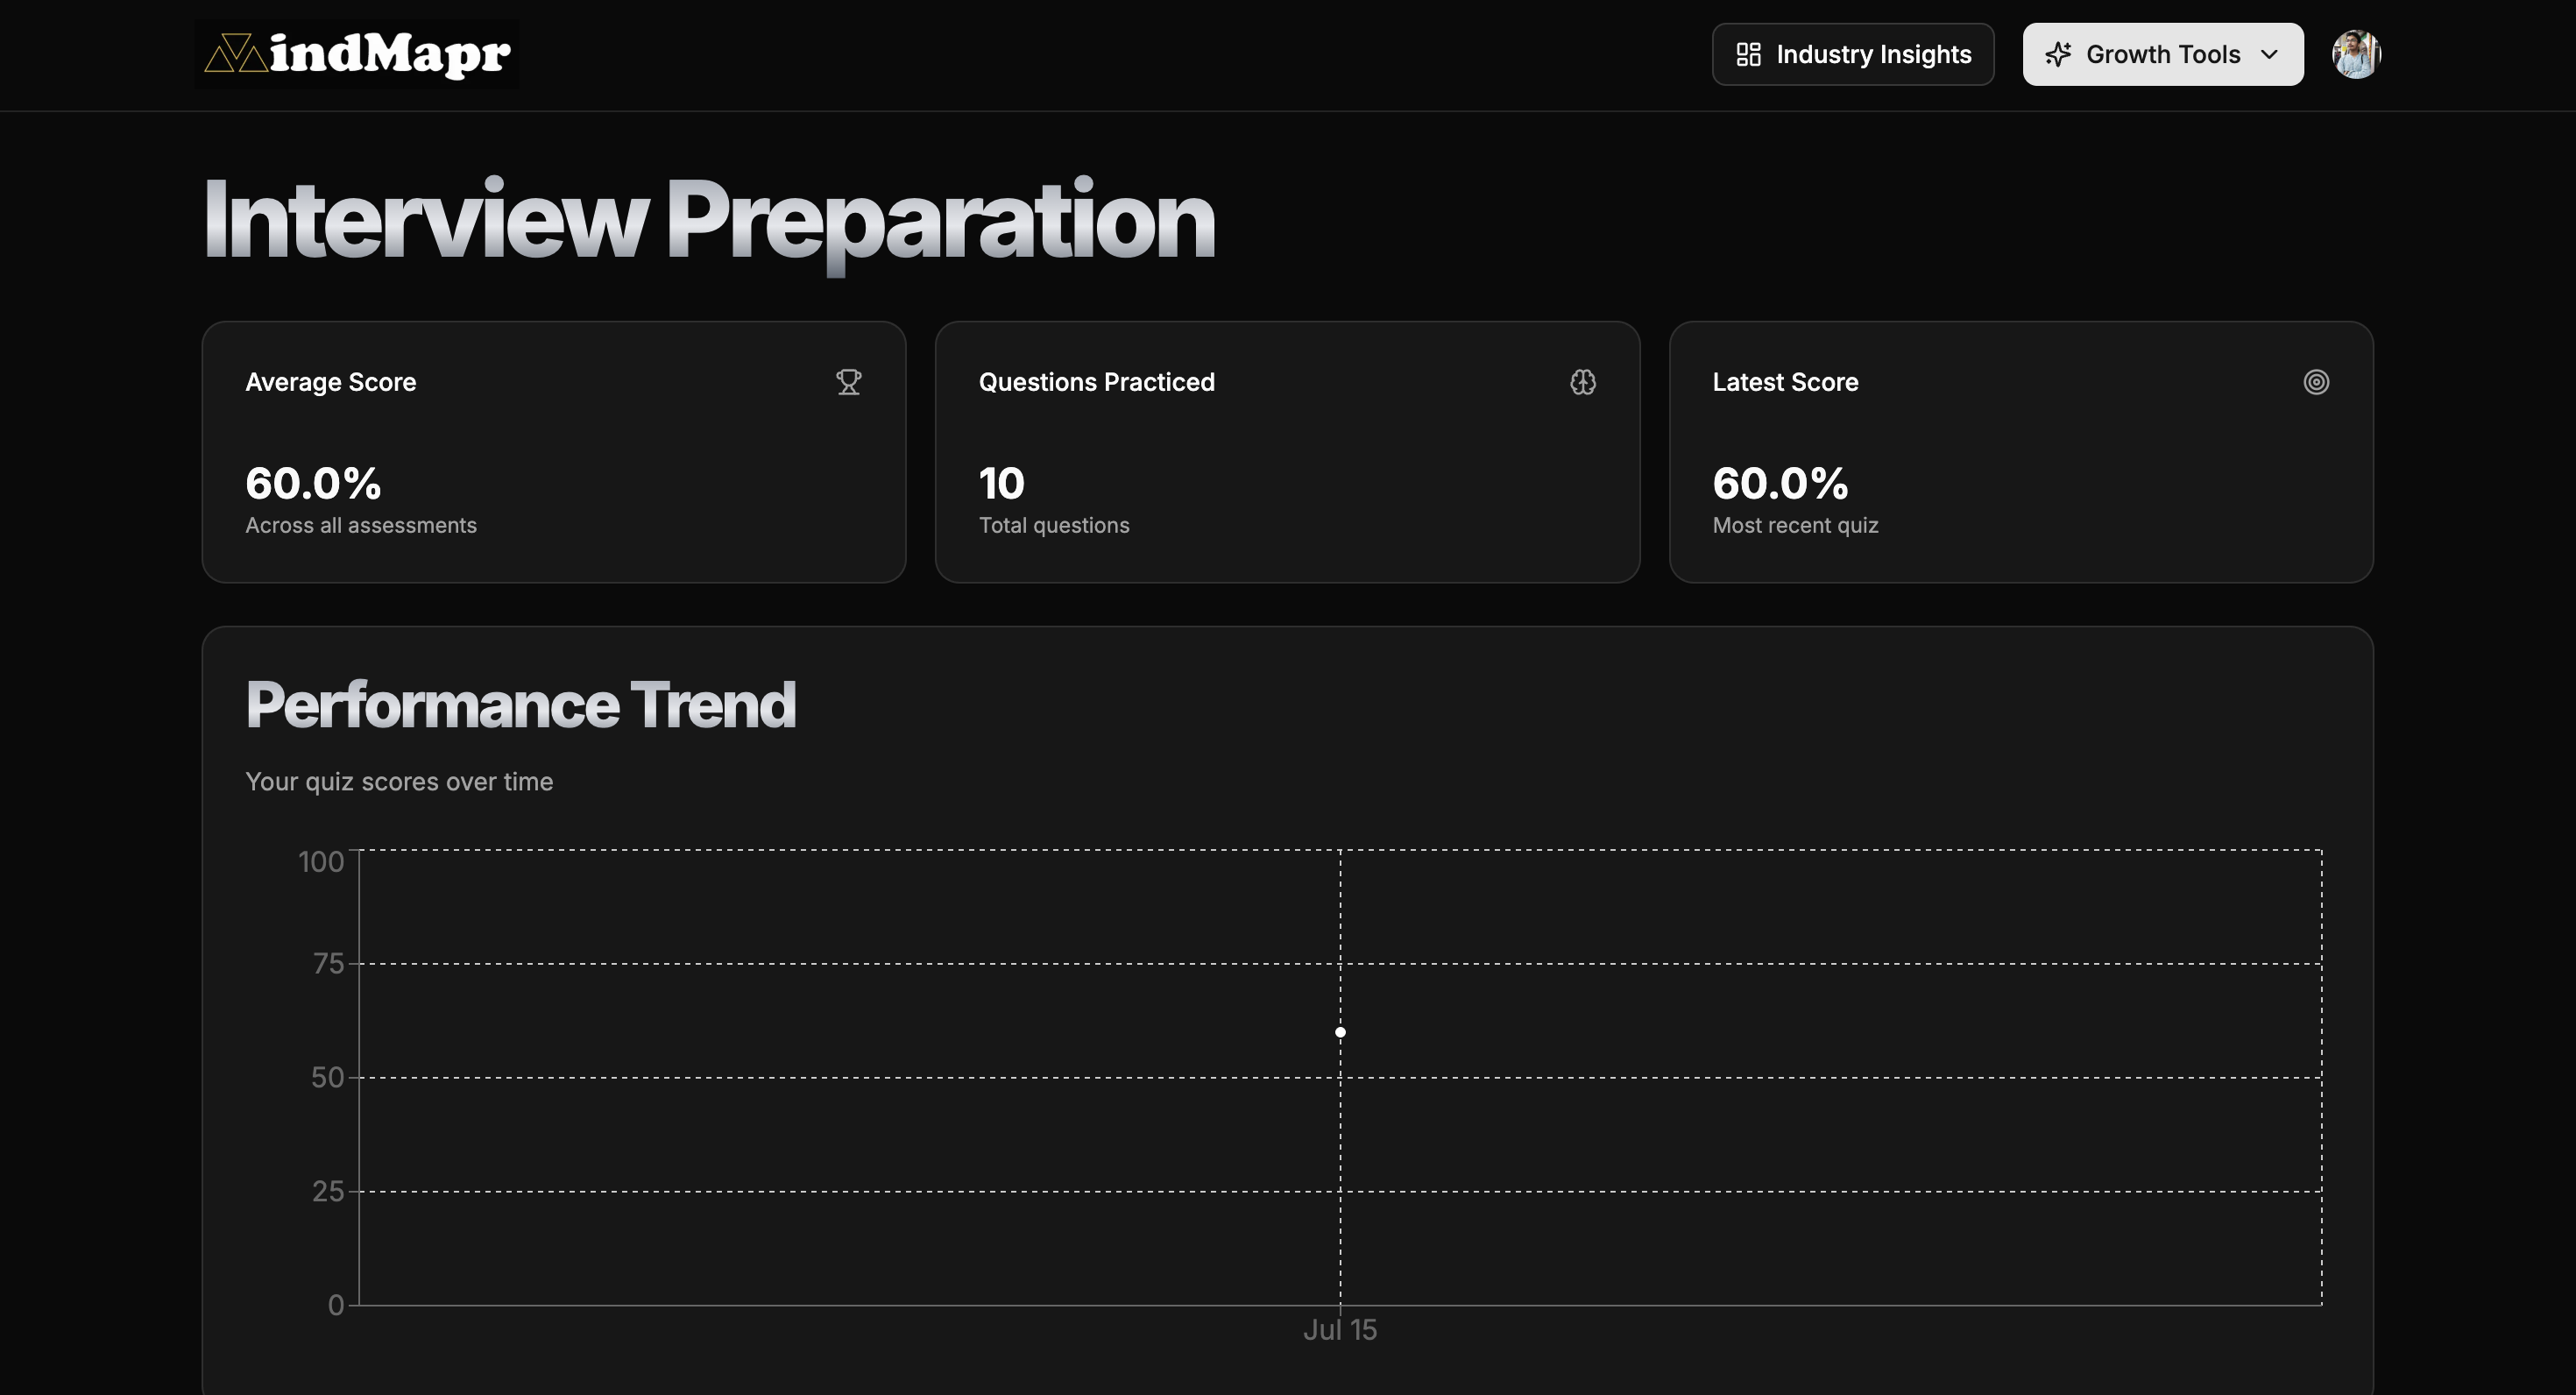 indMapr
Industry Insights
Growth Tools
Interview Preparation
Average Score
Questions Practiced
Latest Score
60.0%
10
60.0%
Across all assessments
Total questions
Most recent quiz
Performance Trend
Your quiz scores over time
100
75
50
25
0
Jul 15